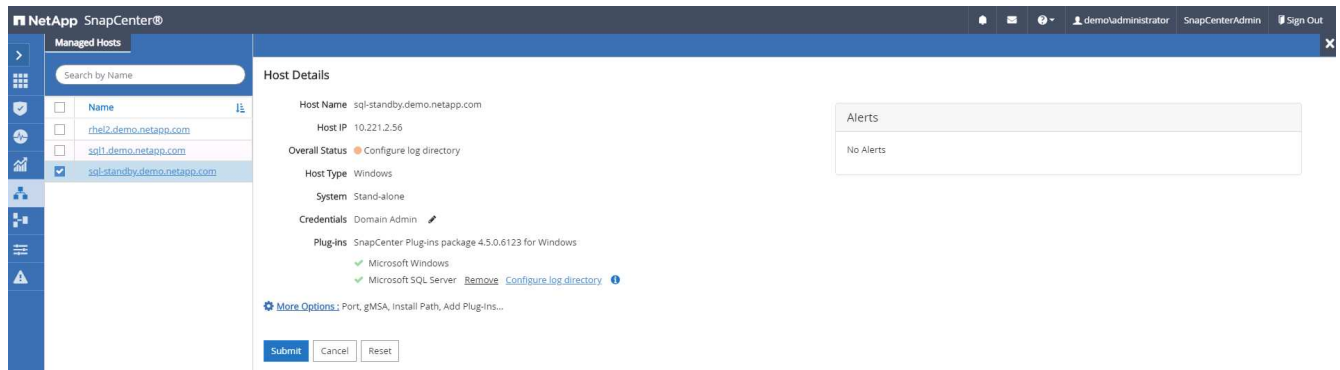 NetApp SnapCenter®
demo\administrator SnapCenterAdmin Sign Out
Managed Hosts
Search by Name
Name
rhel2.demo.netapp.com
sql1.demo.netapp.com
sql-standby.demo.netapp.com
Host Details
Host Name sql-standby.demo.netapp.com
Host IP 10.221.2.56
Overall Status Configure log directory
Host Type Windows
System Stand-alone
Credentials Domain Admin
Plug-ins SnapCenter Plug-ins package 4.5.0.6123 for Windows
Microsoft Windows
Microsoft SQL Server Remove Configure log directory
More Options : Port, gMSA, Install Path, Add Plug-Ins...
Submit Cancel Reset
Alerts
No Alerts